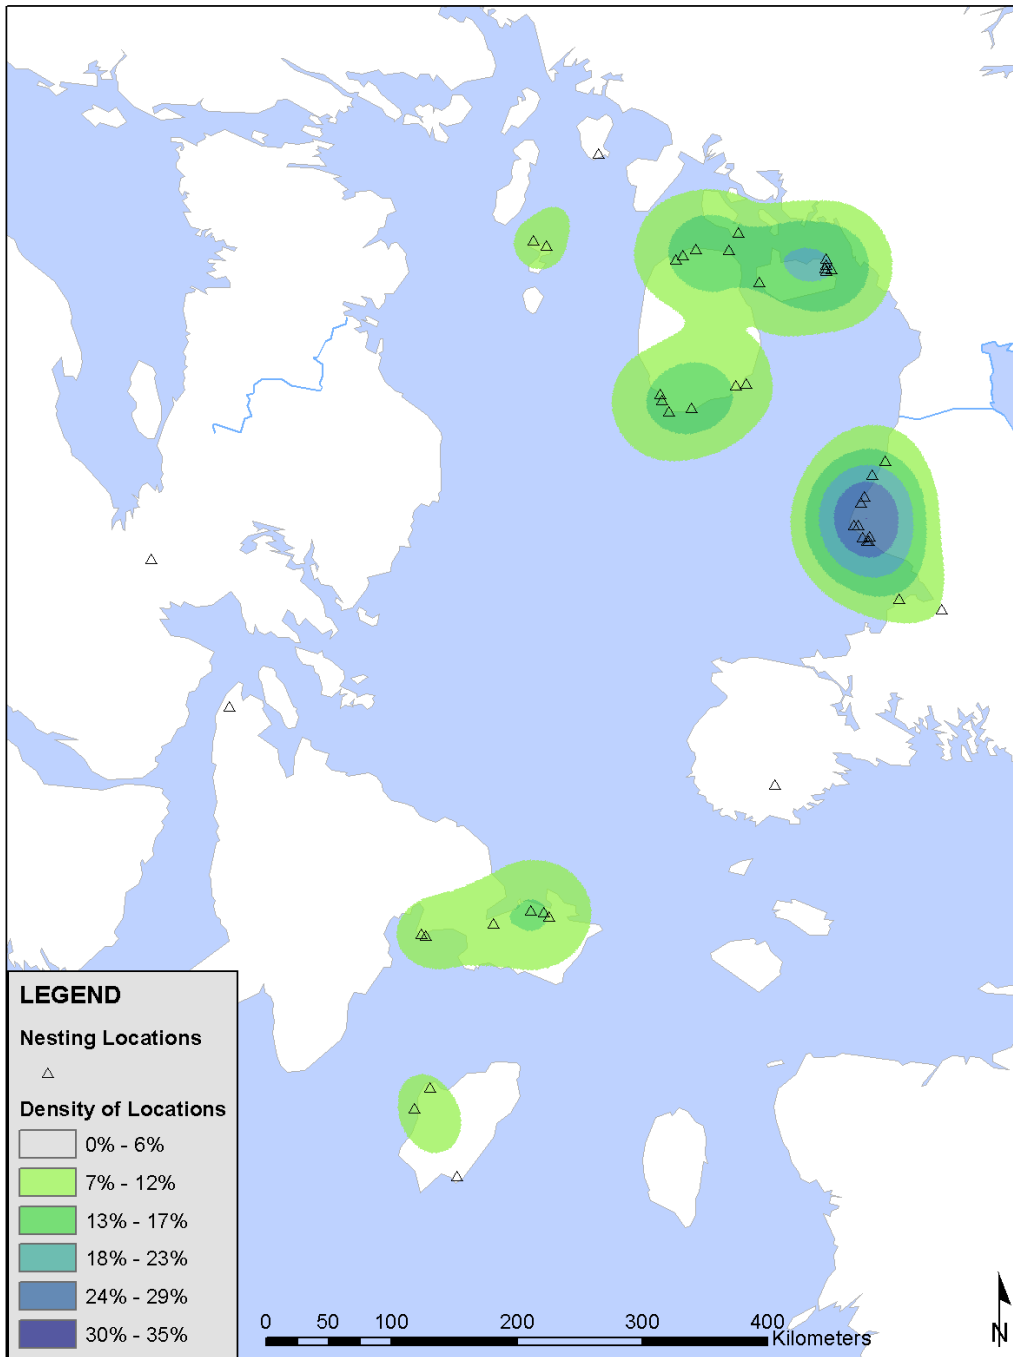 LEGEND
Nesting Locations
Density of Locations
0% - 6%
7% - 12%
13% - 17%
18% - 23%
24% - 29%
30% - 35%
0 50 100 200 300 400
Kilometers
N